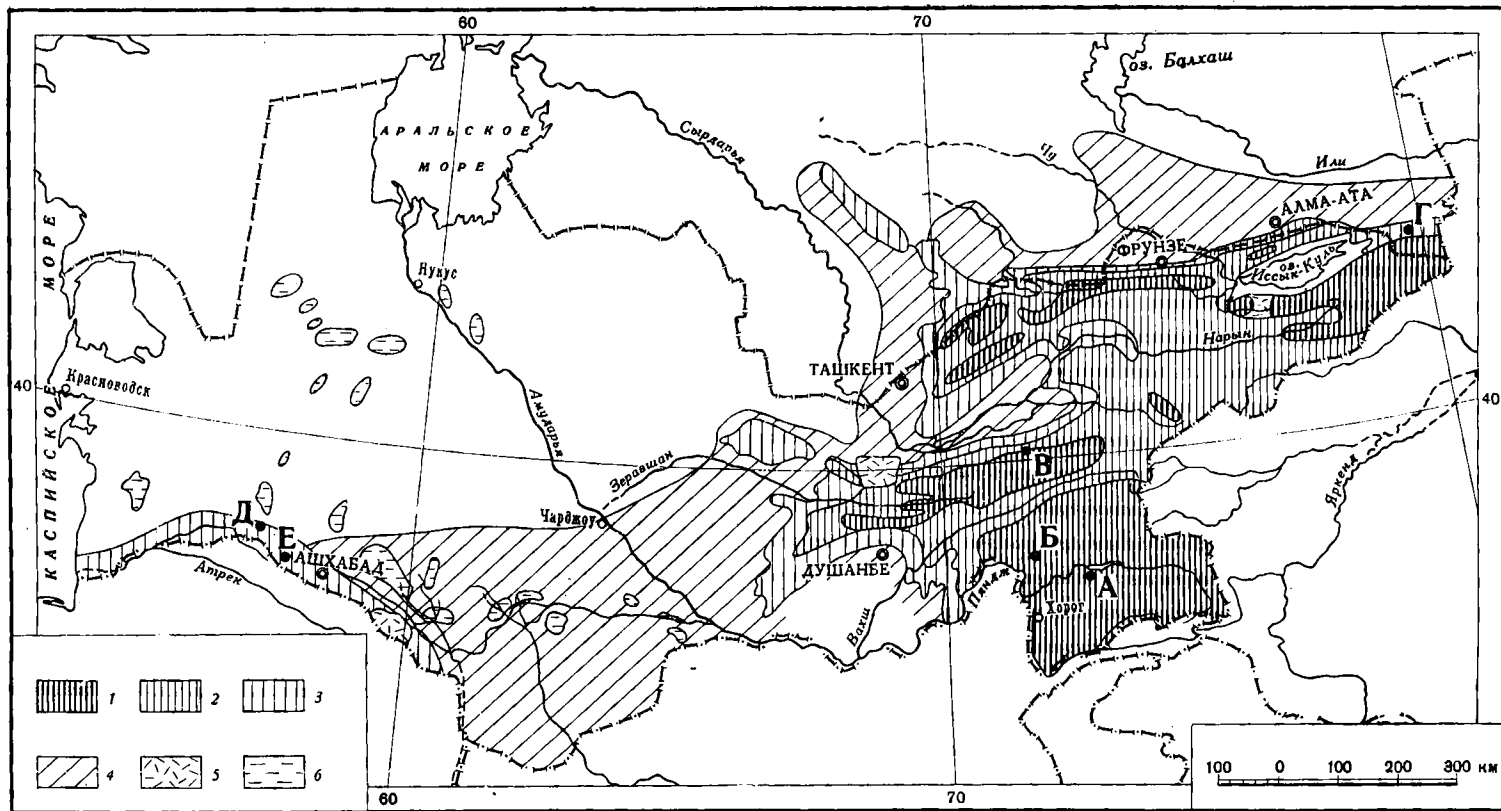 60
70
оз. Балхаш
АРАЛЬСКОЕ
МОРЕ
Сырдарья
Чу
Или
АЛМА-АТА
Г
ФРУНЗЕ
оз.
Иссык-Куль
МОРЕ
Нукус
Нарын
ТАШКЕНТ
40
Красноводск
40
КАСПИЙСКОЕ
Амударья
Зеравшан
В
Яркенд
Чарджоу
Д
Е
АШХАБАД
Атрек
ДУШАНБЕ
Б
А
Пяндж
Хорог
Вахш
1
2
3
4
5
6
100 0 100 200 300 км
60
70